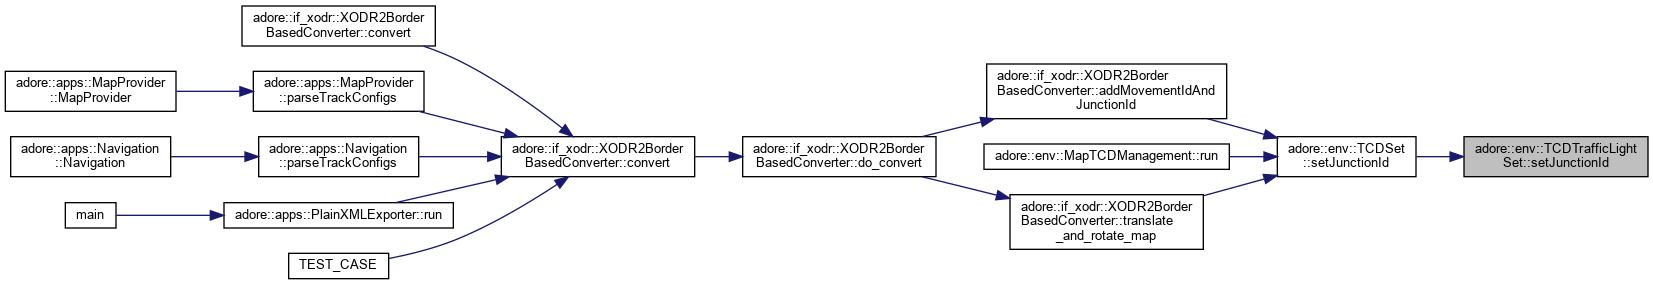 adore::if_xodr::XODR2Border
BasedConverter::convert
adore::apps::MapProvider
::MapProvider
adore::apps::MapProvider
::parseTrackConfigs
adore::apps::Navigation
::Navigation
adore::apps::Navigation
::parseTrackConfigs
main
adore::apps::PlainXMLExporter::run
TEST_CASE
adore::if_xodr::XODR2Border
BasedConverter::convert
adore::if_xodr::XODR2Border
BasedConverter::do_convert
adore::if_xodr::XODR2Border
BasedConverter::addMovementIdAnd
JunctionId
adore::env::MapTCDManagement::run
adore::if_xodr::XODR2Border
BasedConverter::translate
_and_rotate_map
adore::env::TCDSet
::setJunctionId
adore::env::TCDTrafficLight
Set::setJunctionId